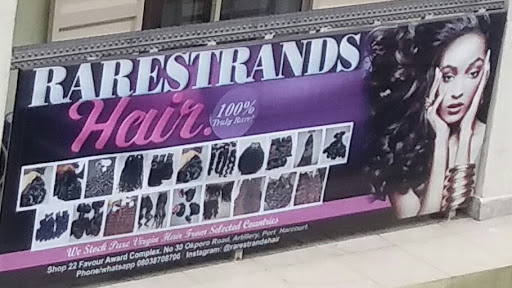 RARESTRANDS
Hair.
100%
Truly Rare!
We Stock Pure Virgin Hair From Selected Countries
Shop 22 Favour Award Complex. No 30 Okporo Road, Artillery, Port Harcourt.
Phone/whatsapp 08038708706 Instagram: @rarestrandshair